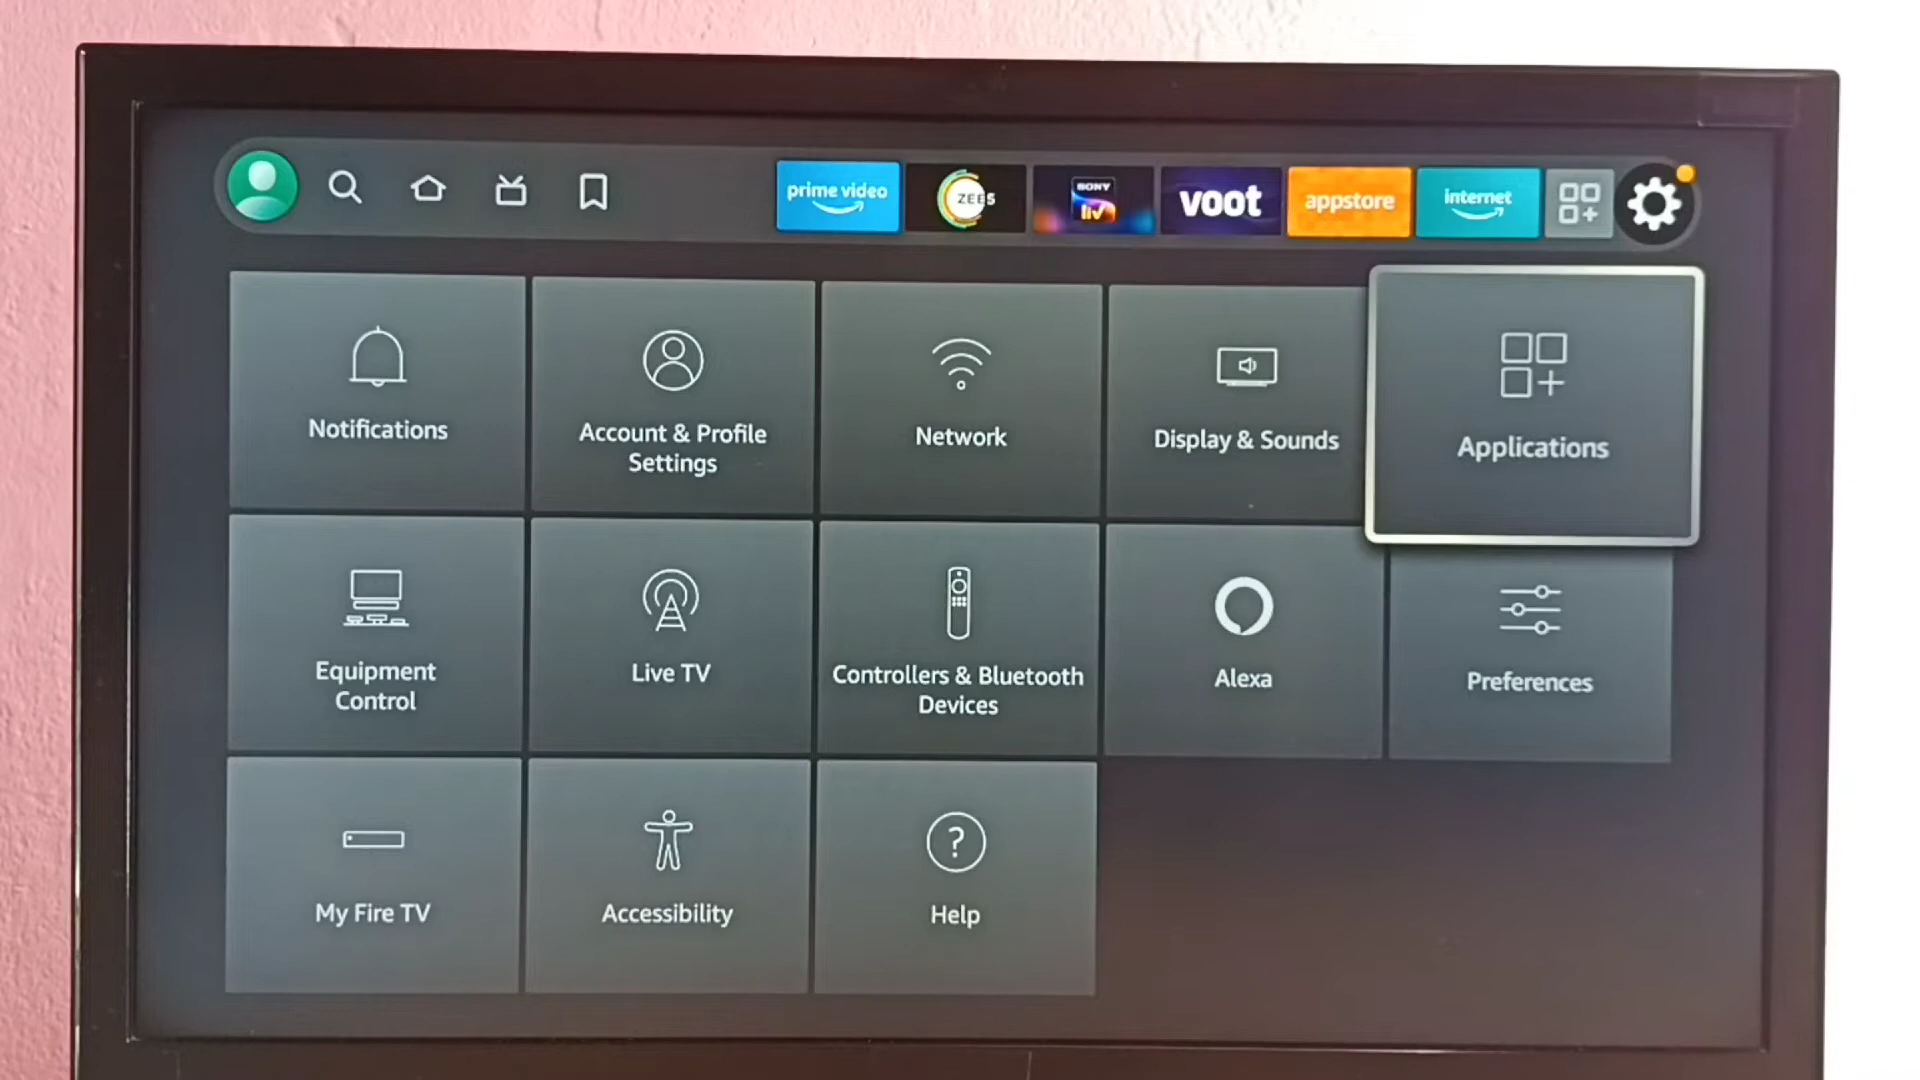 prime video
ZEE5
SONY
liv
voot
appstore
internet
Notifications
Account & Profile
Settings
Network
Display & Sounds
Applications
Equipment
Control
Live TV
Controllers & Bluetooth
Devices
Alexa
Preferences
My Fire TV
Accessibility
?
Help